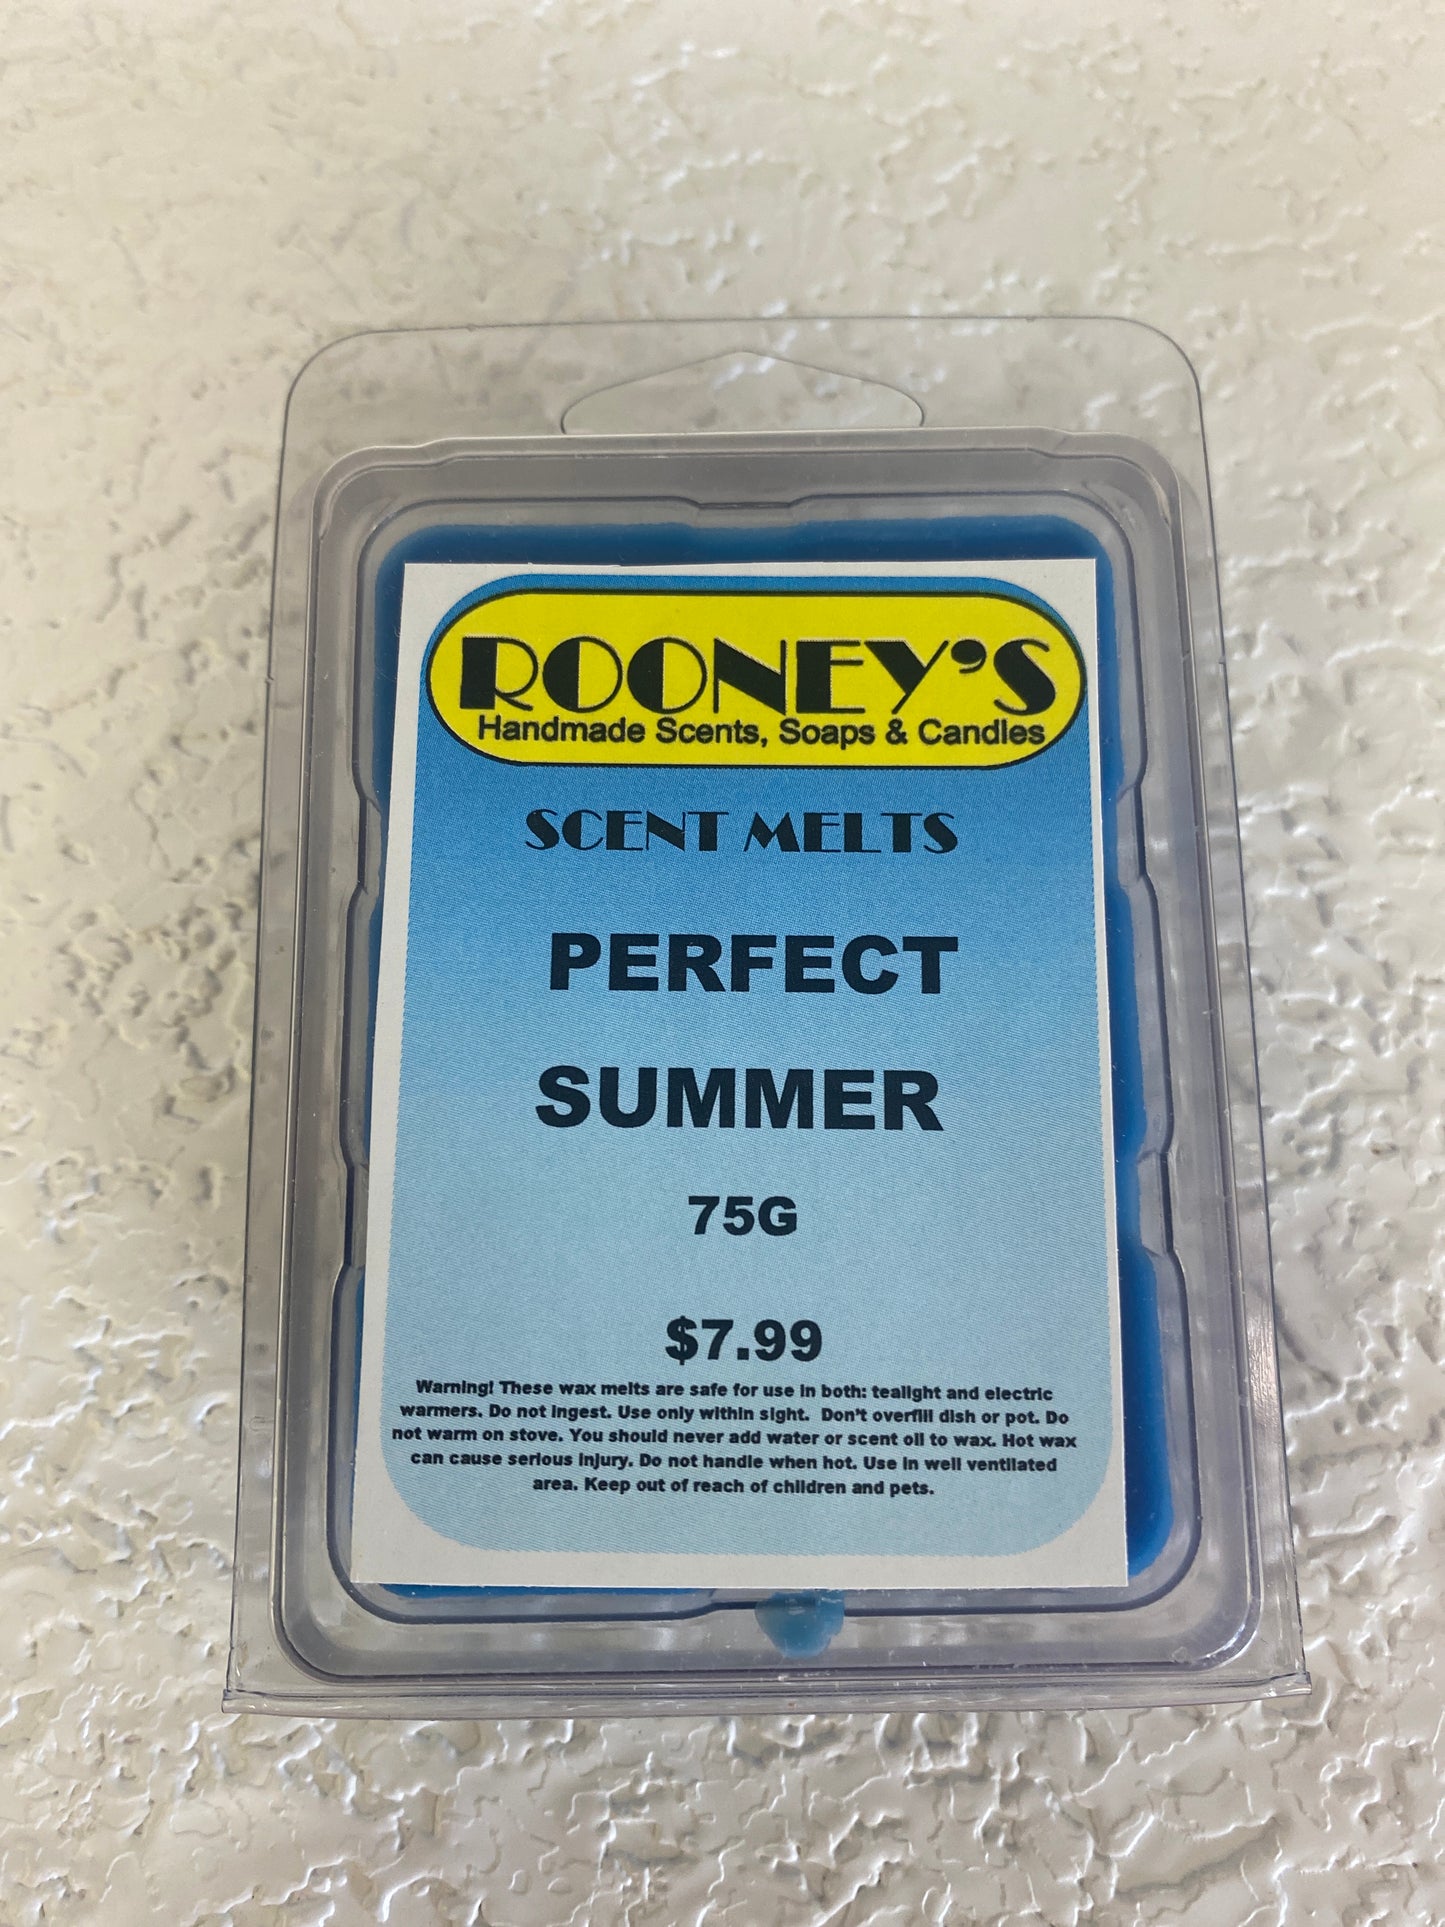 ROONEY'S
Handmade Scents, Soaps & Candles
SCENT MELTS
PERFECT
SUMMER
75G
$7.99
Warning! These wax melts are safe for use in both: tealight and electric
warmers. Do not ingest. Use only within sight. Don't overfill dish or pot. Do
not warm on stove. You should never add water or scent oil to wax. Hot wax
can cause serious injury. Do not handle when hot. Use in well ventilated
area. Keep out of reach of children and pets.